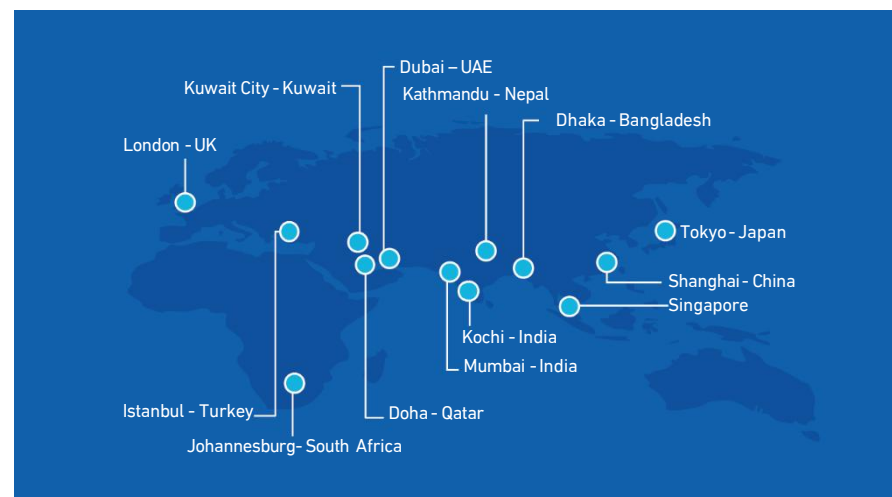 Dubai – UAE
Kuwait City - Kuwait
Kathmandu - Nepal
Dhaka - Bangladesh
London - UK
Tokyo - Japan
Shanghai - China
Singapore
Kochi - India
Mumbai - India
Istanbul - Turkey
Doha - Qatar
Johannesburg- South Africa